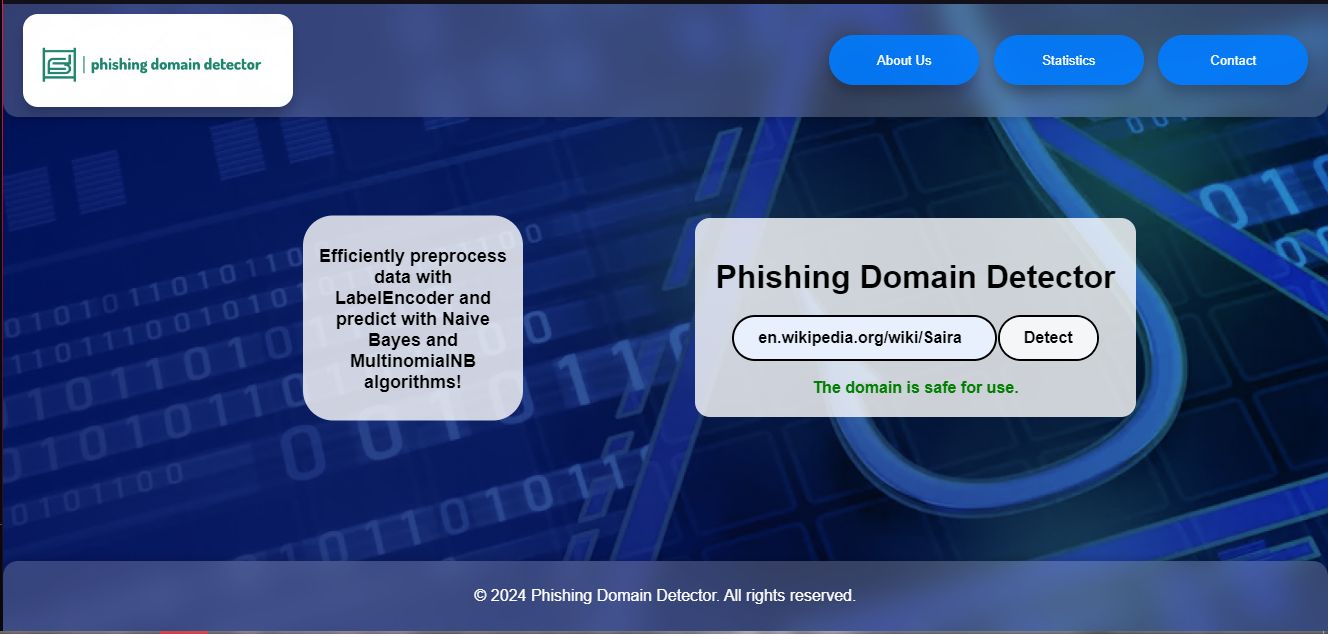 phishing domain detector
About Us
Statistics
Contact
Efficiently preprocess
data with
LabelEncoder and
predict with Naive
Bayes and
MultinomialNB
algorithms!
Phishing Domain Detector
en.wikipedia.org/wiki/Saira
Detect
The domain is safe for use.
© 2024 Phishing Domain Detector. All rights reserved.